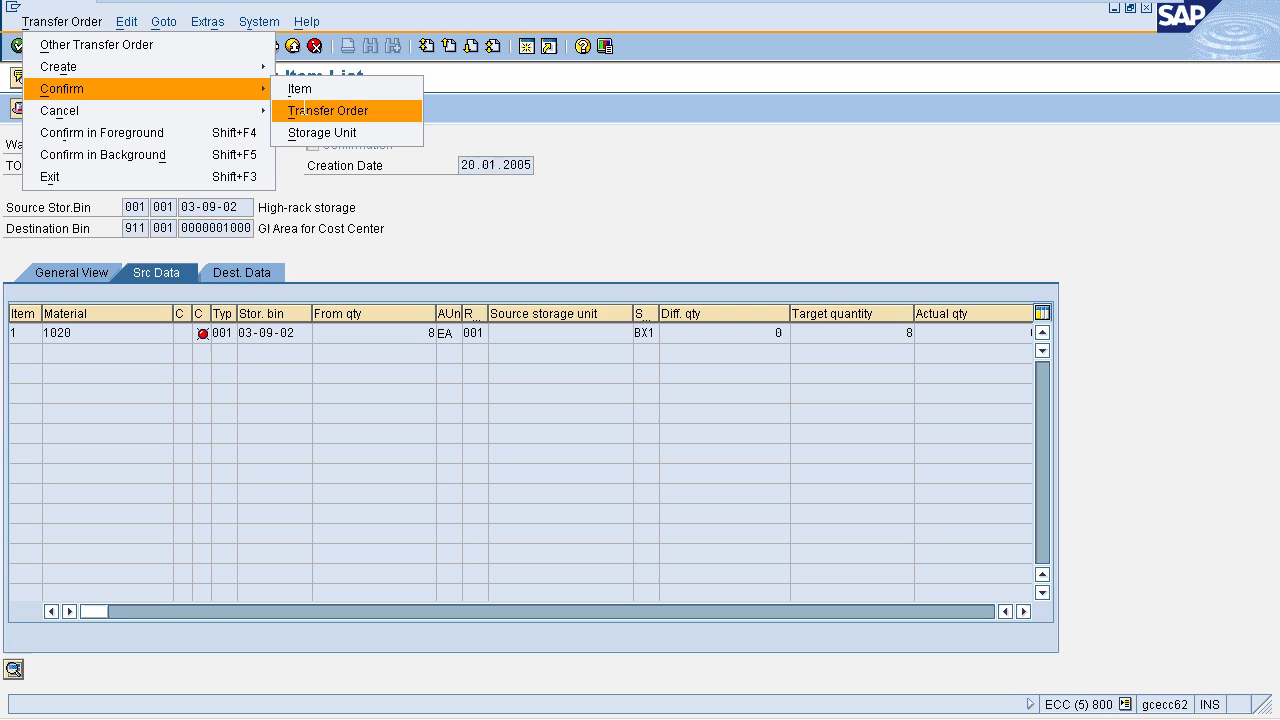 Transfer Order Edit Goto Extras System Help
SAP
Other Transfer Order
Create
Item List
Confirm
Item
Cancel
Transfer Order
Confirm in Foreground Shift+F4
Storage Unit
Confirmation
Confirm in Background Shift+F5
Exit Shift+F3
Wa
TO
Creation Date 20.01.2005
Source Stor.Bin 001 001 03-09-02 High-rack storage
Destination Bin 911 001 0000001000 GI Area for Cost Center
General View Src Data Dest. Data
Item Material C C Typ Stor. bin From qty AUn R.. Source storage unit S.. Diff. qty Target quantity Actual qty
1 1020 001 03-09-02 8 EA 001 BX1 0 8
ECC (5) 800 gcecc62 INS